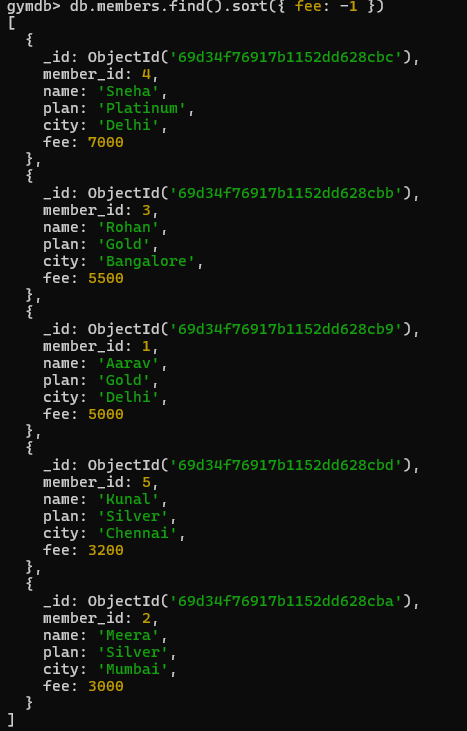 gymdb> db.members.find().sort({ fee: -1 })
[
  {
    _id: ObjectId('69d34f76917b1152dd628cbc'),
    member_id: 4,
    name: 'Sneha',
    plan: 'Platinum',
    city: 'Delhi',
    fee: 7000
  },
  {
    _id: ObjectId('69d34f76917b1152dd628cbb'),
    member_id: 3,
    name: 'Rohan',
    plan: 'Gold',
    city: 'Bangalore',
    fee: 5500
  },
  {
    _id: ObjectId('69d34f76917b1152dd628cb9'),
    member_id: 1,
    name: 'Aarav',
    plan: 'Gold',
    city: 'Delhi',
    fee: 5000
  },
  {
    _id: ObjectId('69d34f76917b1152dd628cbd'),
    member_id: 5,
    name: 'Kunal',
    plan: 'Silver',
    city: 'Chennai',
    fee: 3200
  },
  {
    _id: ObjectId('69d34f76917b1152dd628cba'),
    member_id: 2,
    name: 'Meera',
    plan: 'Silver',
    city: 'Mumbai',
    fee: 3000
  }
]